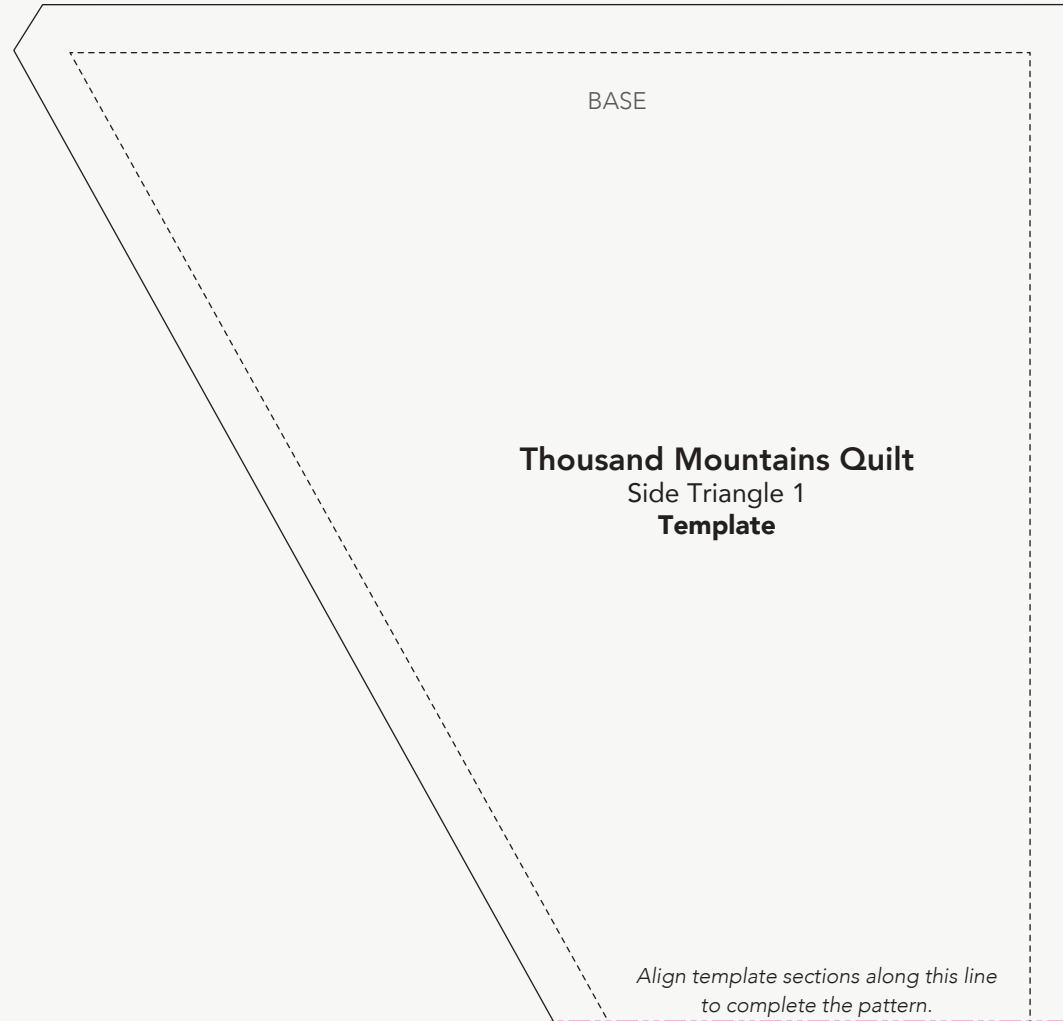 BASE
Thousand Mountains Quilt
Side Triangle 1
Template
Align template sections along this line
to complete the pattern.